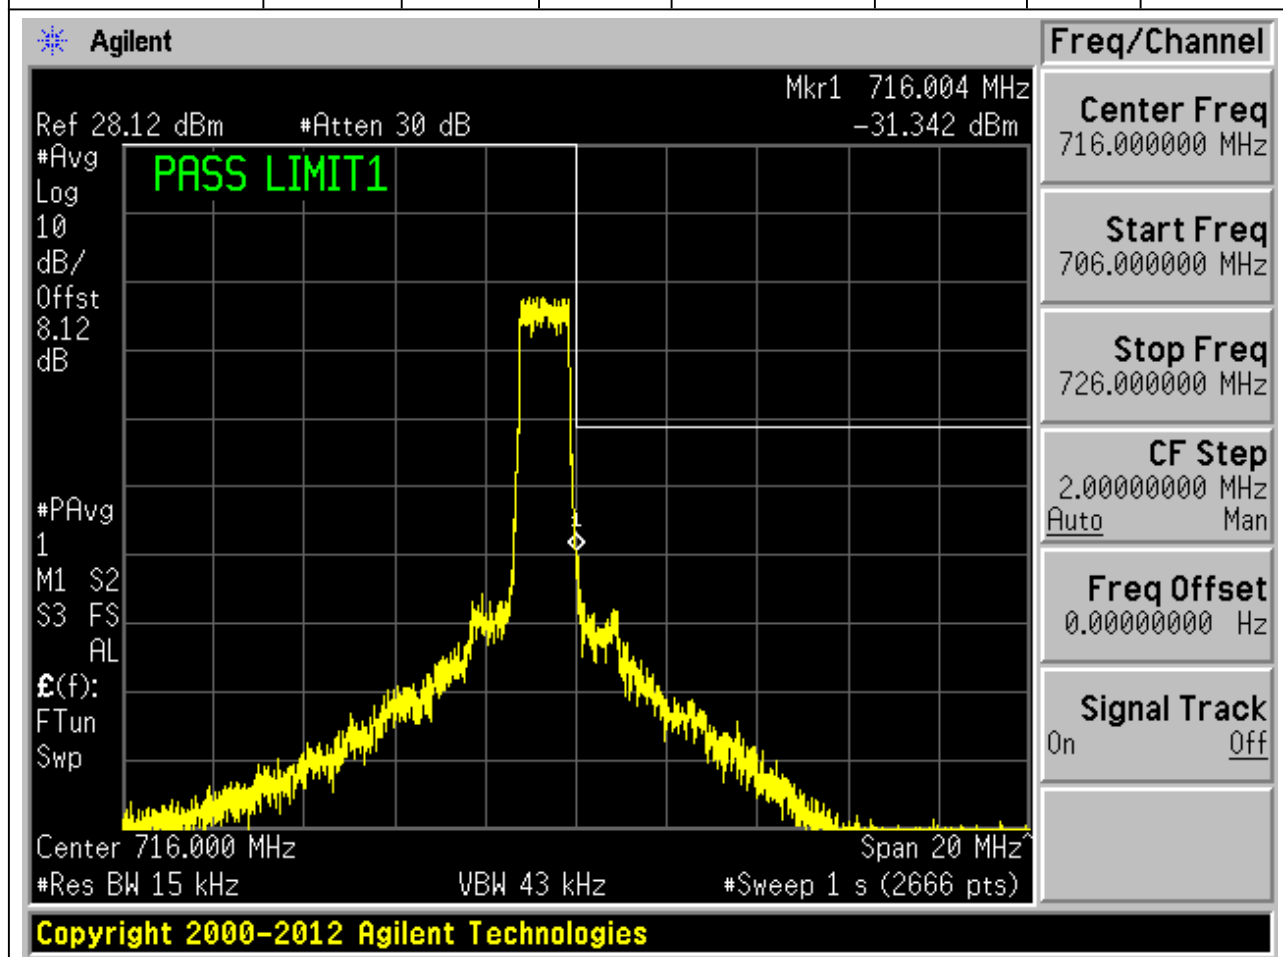 Agilent
Freq/Channel
Mkr1 716.004 MHz
Ref 28.12 dBm #Atten 30 dB -31.342 dBm
#Avg
Log
10
dB/
Offst
8.12
dB
PASS LIMIT1
1
#PAvg
1
M1 S2
S3 FS
AL
£(f):
FTun
Swp
Center 716.000 MHz Span 20 MHz^
#Res BW 15 kHz VBW 43 kHz #Sweep 1 s (2666 pts)
Copyright 2000-2012 Agilent Technologies
Center Freq
716.000000 MHz
Start Freq
706.000000 MHz
Stop Freq
726.000000 MHz
CF Step
2.00000000 MHz
Auto Man
Freq Offset
0.00000000 Hz
Signal Track
On Off